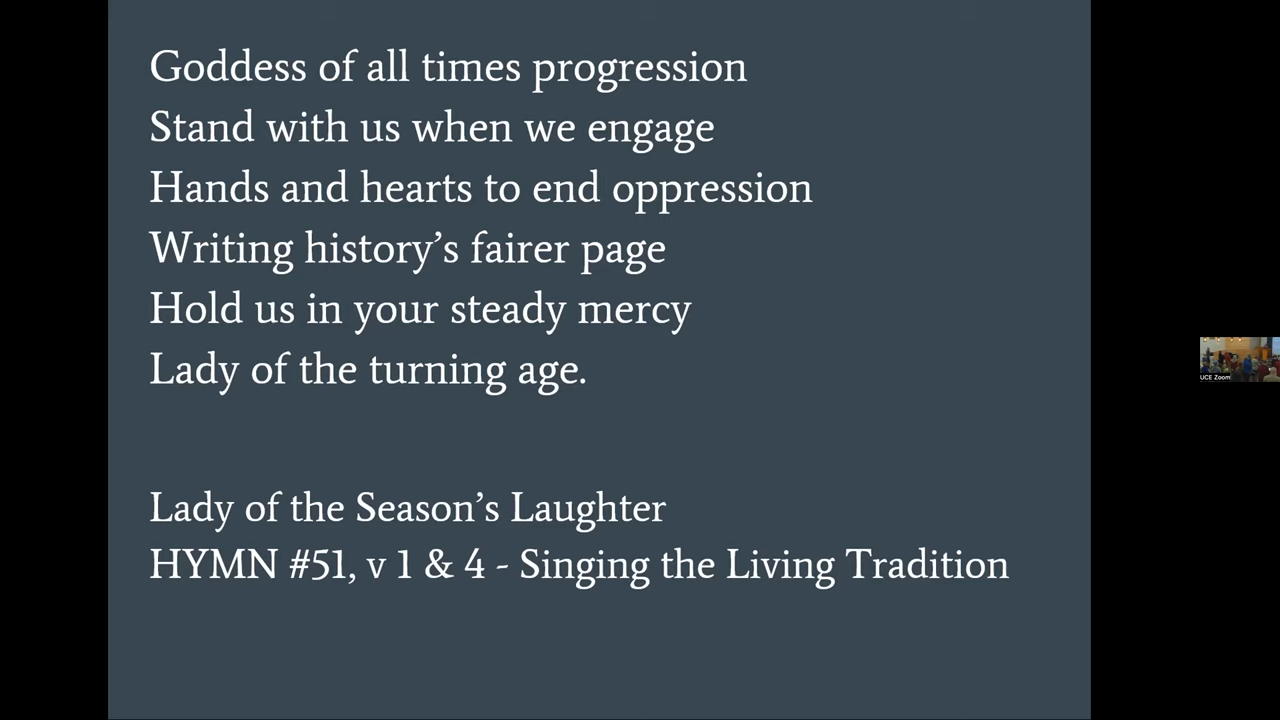 Goddess of all times progression
Stand with us when we engage
Hands and hearts to end oppression
Writing history’s fairer page
Hold us in your steady mercy
Lady of the turning age.
Lady of the Season’s Laughter
HYMN #51, v 1 & 4 - Singing the Living Tradition
UCE Zoom